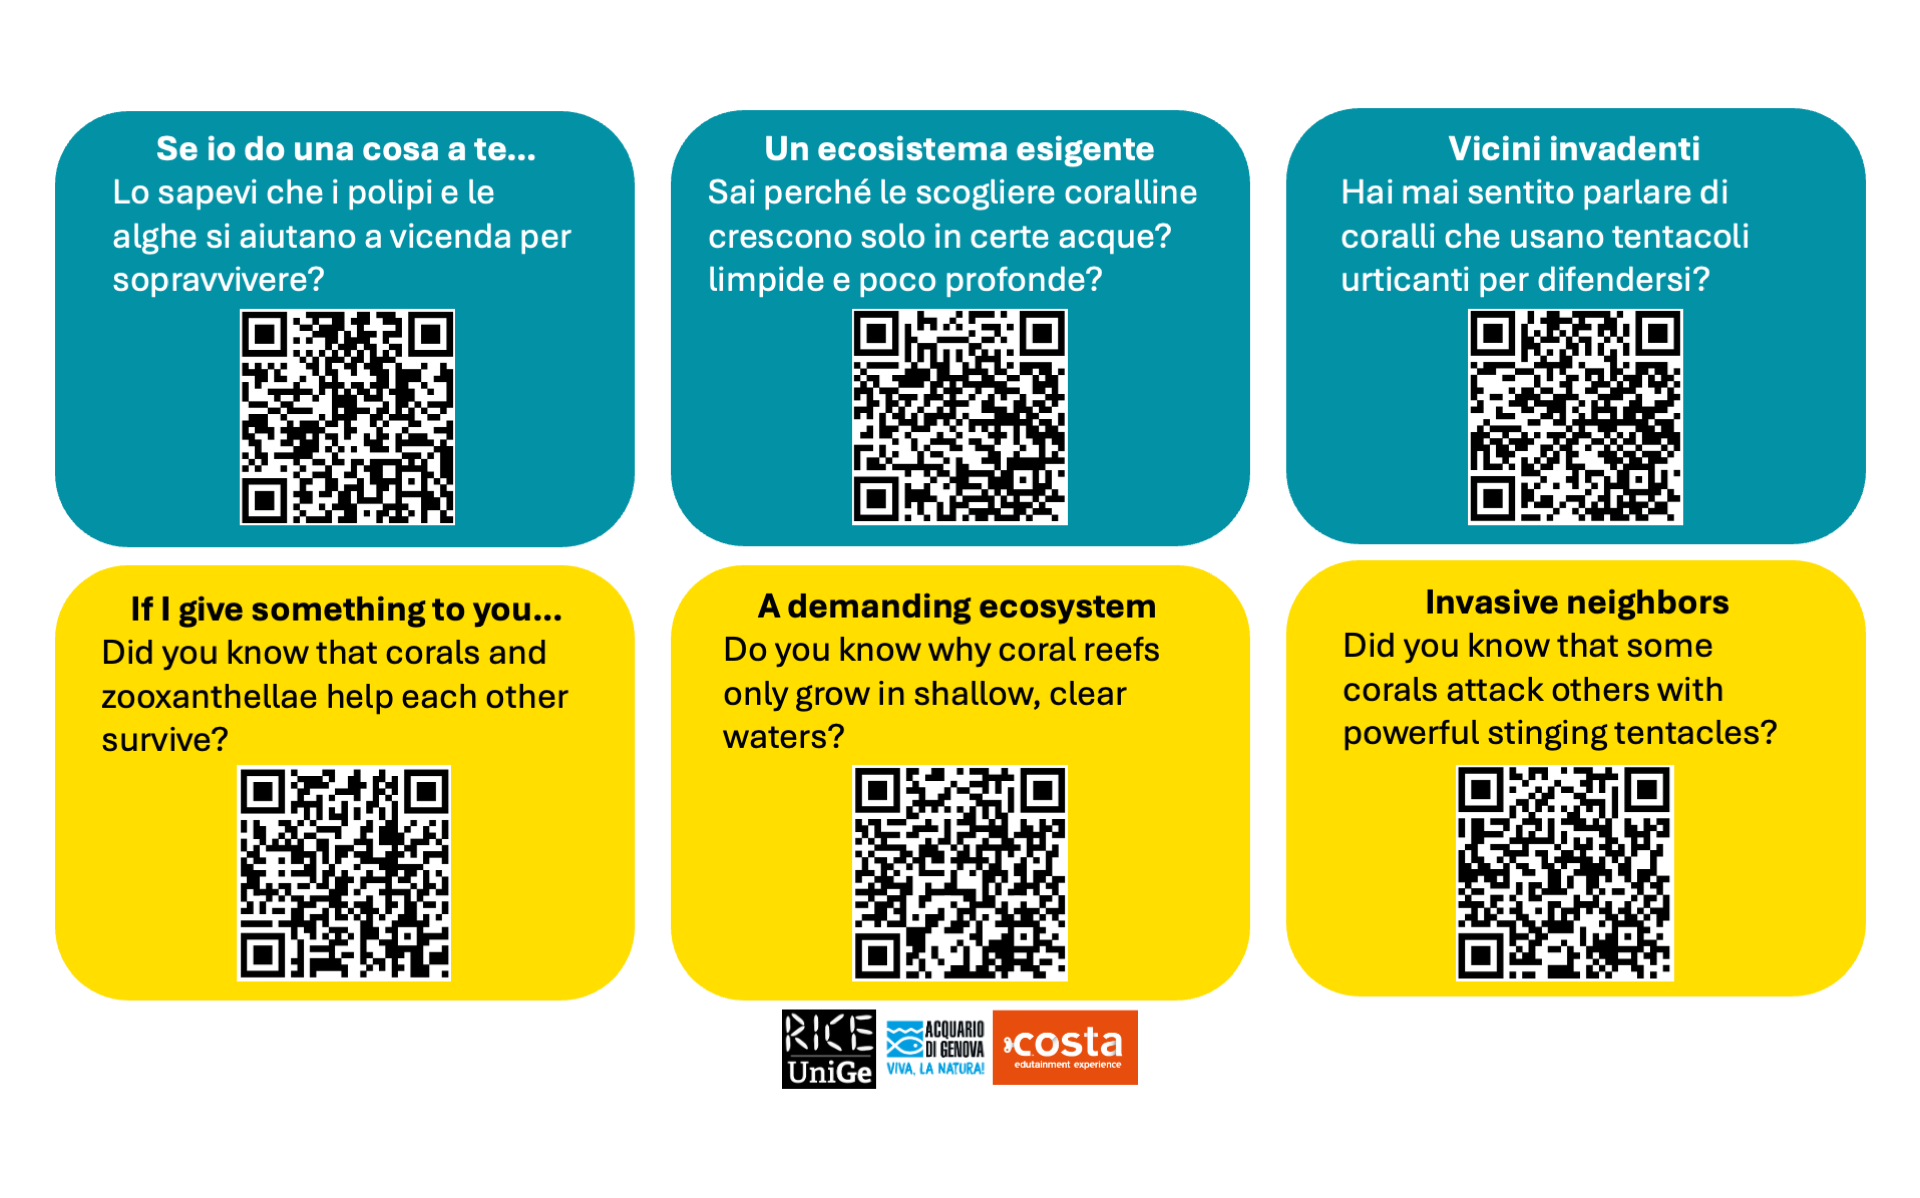 Se io do una cosa a te...
Lo sapevi che i polipi e le
alghe si aiutano a vicenda per
sopravvivere?
Un ecosistema esigente
Sai perché le scogliere coralline
crescono solo in certe acque?
limpide e poco profonde?
Vicini invadenti
Hai mai sentito parlare di
coralli che usano tentacoli
urticanti per difendersi?
If I give something to you...
Did you know that corals and
zooxanthellae help each other
survive?
A demanding ecosystem
Do you know why coral reefs
only grow in shallow, clear
waters?
Invasive neighbors
Did you know that some
corals attack others with
powerful stinging tentacles?
RICE
UniGe
ACQUARIO
DI GENOVA
VIVA, LA NATURA!
costa
edutainment experience